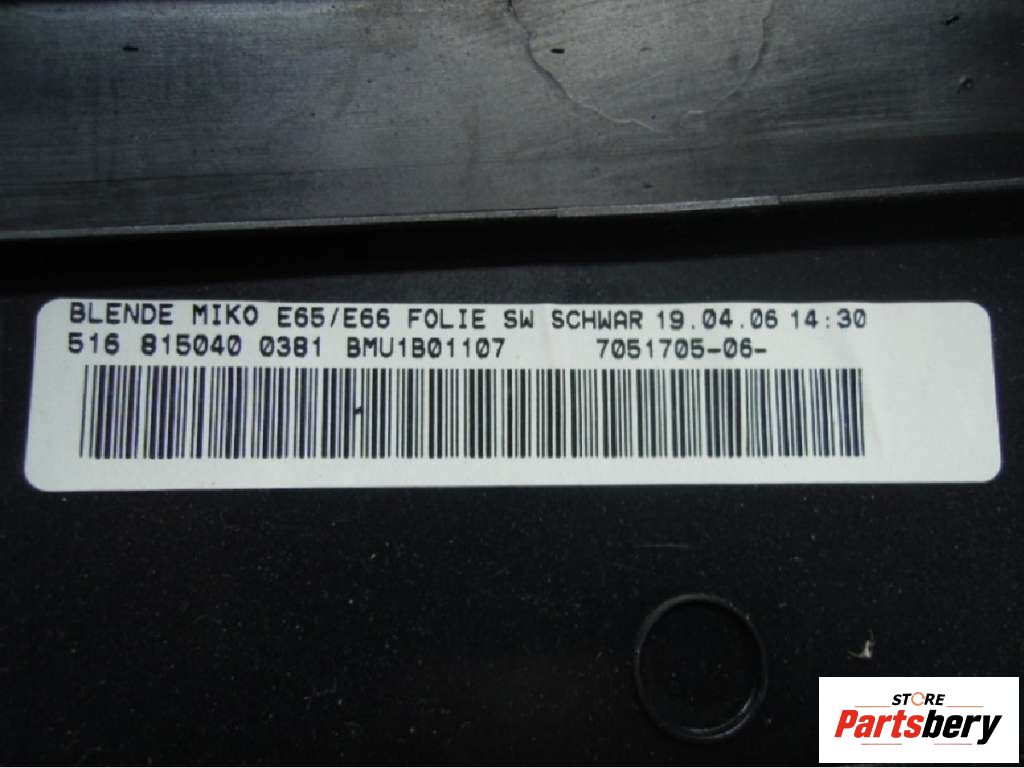 BLENDE MIKO E65/E66 FOLIE SW SCHWAR 19.04.06 14:30
516 815040 0381 BMU1B01107 7051705-06-
STORE
Partsbery